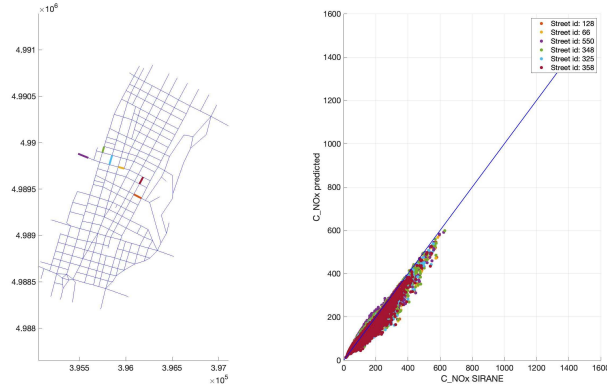 ×10⁶
4.991
4.9905
4.99
4.9895
4.989
4.9885
4.988
3.955 3.96 3.965 3.97
×10⁵
1600
1400
1200
1000
800
600
400
200
0
0 200 400 600 800 1000 1200 1400 1600
C_NOx predicted
C_NOx SIRANE
Street id: 128
Street id: 66
Street id: 550
Street id: 348
Street id: 325
Street id: 358